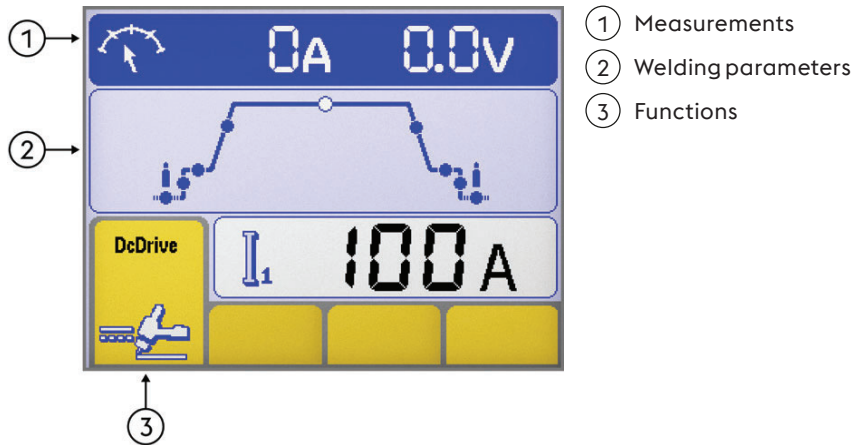 1 Measurements
2 Welding parameters
3 Functions
1
0A 0.0V
2
DcDrive
I1 100A
3